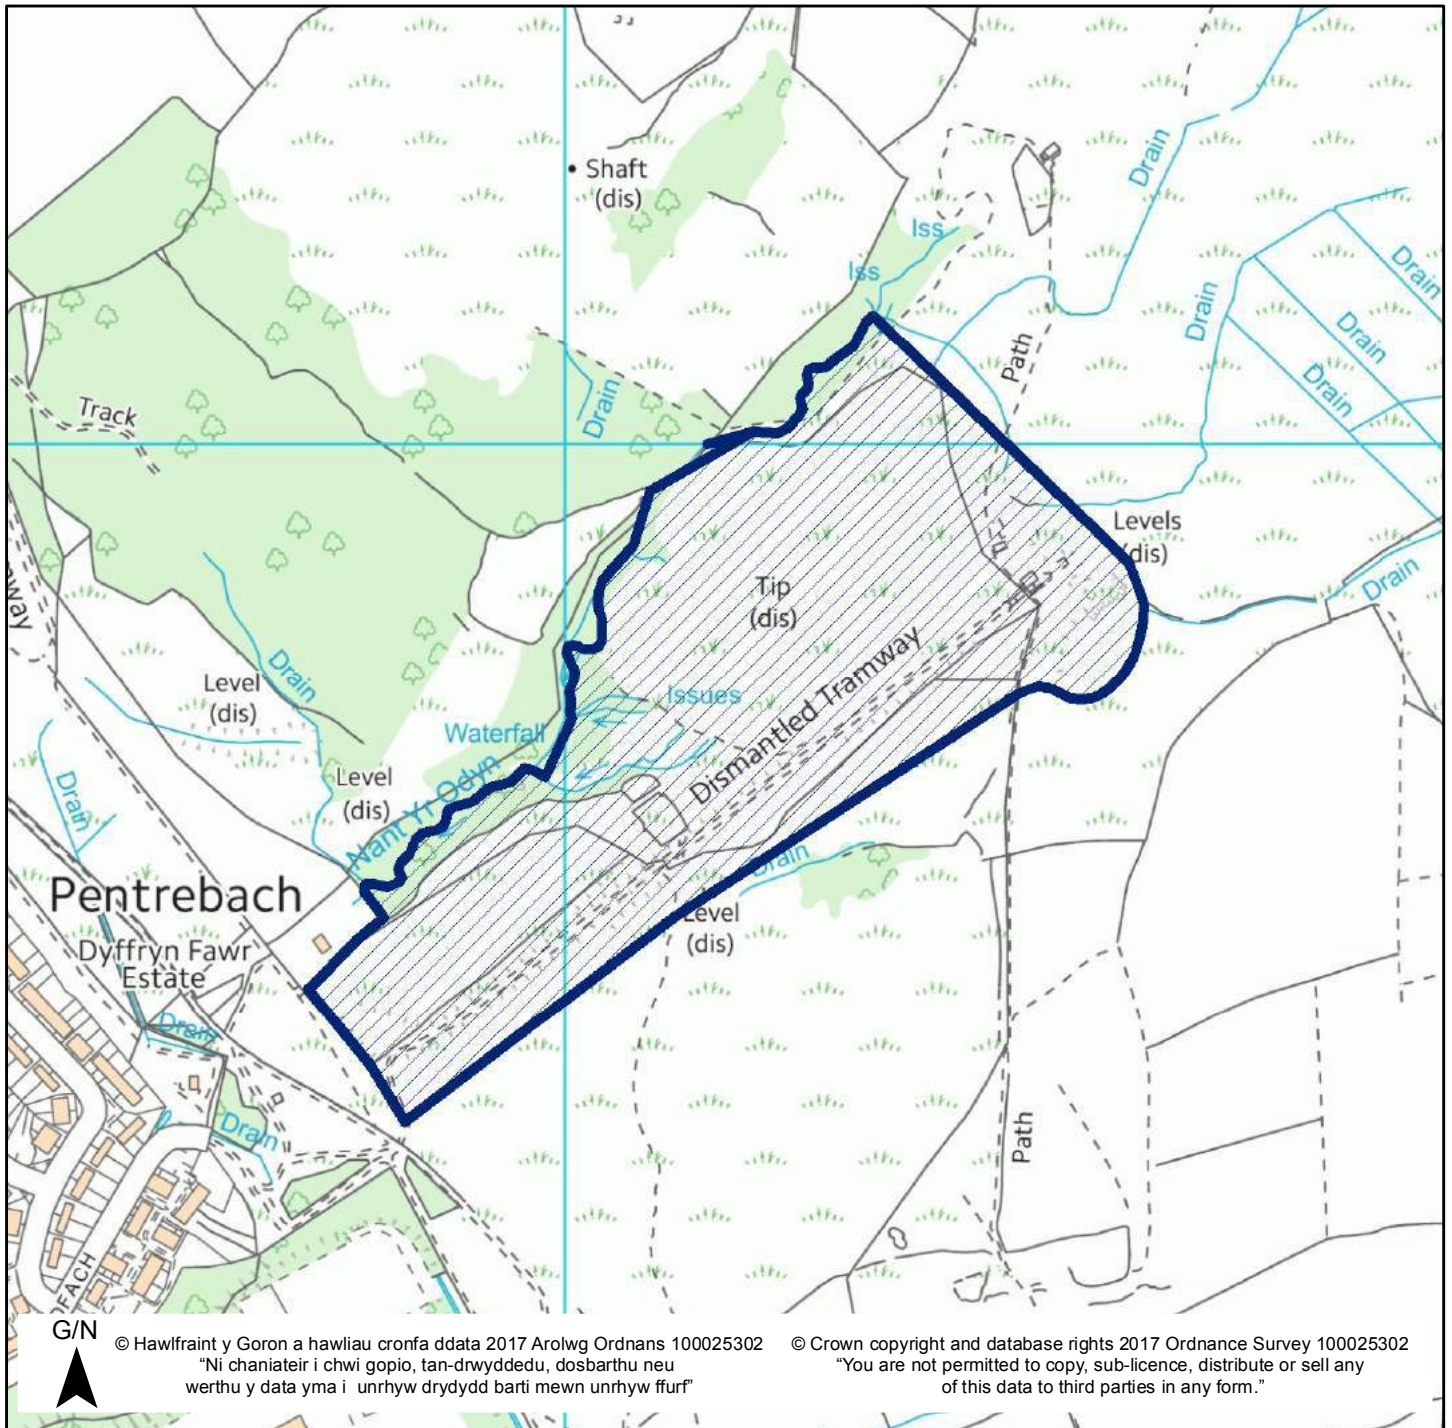 Shaft
(dis)
Drain
Iss
Iss
Drain
Drain
Drain
Drain
Path
Drain
Track
Levels
(dis)
Drain
Tip
(dis)
way
Drain
Level
(dis)
Issues
Waterfall
Dismantled Tramway
Level
(dis)
Nant Yr Odyn
Drain
Drain
Pentrebach
Level
(dis)
Dyffryn Fawr
Estate
Drain
Drain
Path
OFACH
G/N
© Hawlfraint y Goron a hawliau cronfa ddata 2017 Arolwg Ordnans 100025302
“Ni chaniateir i chwi gopio, tan-drwyddedu, dosbarthu neu
werthu y data yma i unrhyw drydydd barti mewn unrhyw ffurf”
© Crown copyright and database rights 2017 Ordnance Survey 100025302
“You are not permitted to copy, sub-licence, distribute or sell any
of this data to third parties in any form.”